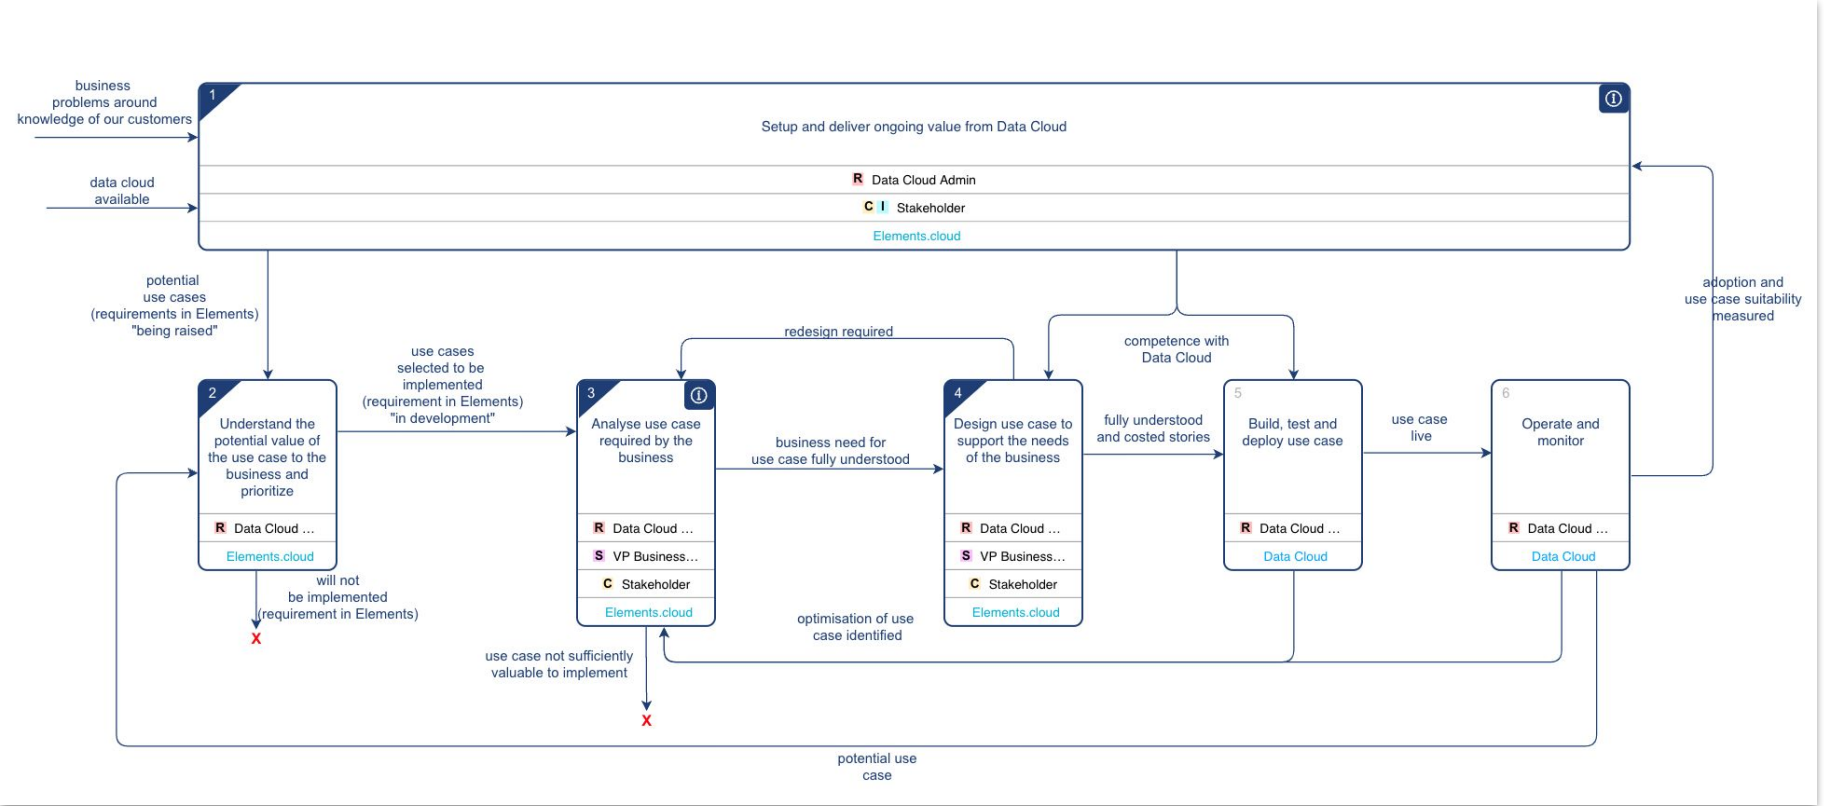 business
problems around
knowledge of our customers
data cloud
available
1
Setup and deliver ongoing value from Data Cloud
R Data Cloud Admin
C I Stakeholder
Elements.cloud
potential
use cases
(requirements in Elements)
"being raised"
use cases
selected to be
implemented
(requirement in Elements)
"in development"
redesign required
competence with
Data Cloud
adoption and
use case suitability
measured
2
Understand the
potential value of
the use case to the
business and
prioritize
R Data Cloud ...
Elements.cloud
3
Analyse use case
required by the
business
R Data Cloud ...
S VP Business...
C Stakeholder
Elements.cloud
business need for
use case fully understood
4
Design use case to
support the needs
of the business
R Data Cloud ...
S VP Business...
C Stakeholder
Elements.cloud
fully understood
and costed stories
5
Build, test and
deploy use case
R Data Cloud ...
Data Cloud
use case
live
6
Operate and
monitor
R Data Cloud ...
Data Cloud
will not
be implemented
(requirement in Elements)
X
optimisation of use
case identified
use case not sufficiently
valuable to implement
X
potential use
case